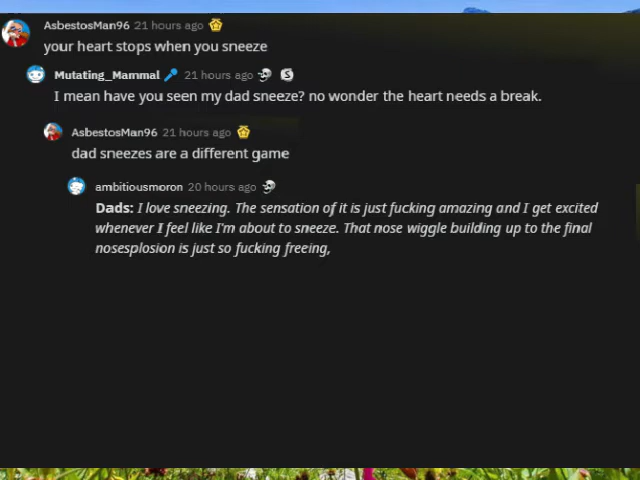 AsbestosMan96 21 hours ago
your heart stops when you sneeze
Mutating_Mammal 21 hours ago
I mean have you seen my dad sneeze? no wonder the heart needs a break.
AsbestosMan96 21 hours ago
dad sneezes are a different game
ambitiousmoron 20 hours ago
Dads: I love sneezing. The sensation of it is just fucking amazing and I get excited
whenever I feel like I'm about to sneeze. That nose wiggle building up to the final
nosesplosion is just so fucking freeing,